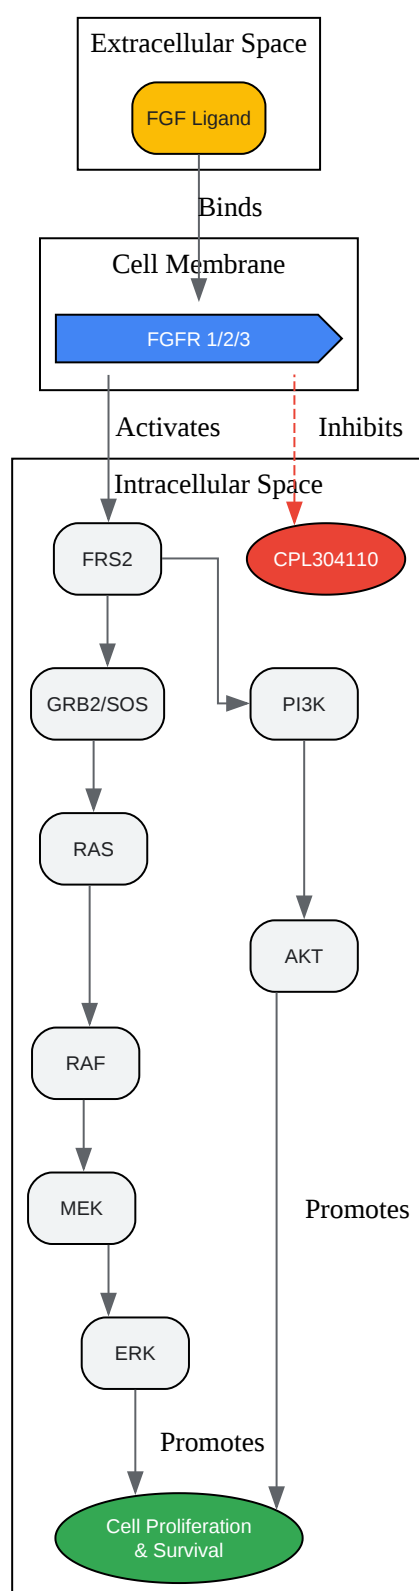 Extracellular Space
FGF Ligand
Binds
Cell Membrane
FGFR 1/2/3
Activates
Inhibits
Intracellular Space
FRS2
CPL304110
GRB2/SOS
PI3K
RAS
AKT
RAF
MEK
Promotes
ERK
Promotes
Cell Proliferation
& Survival